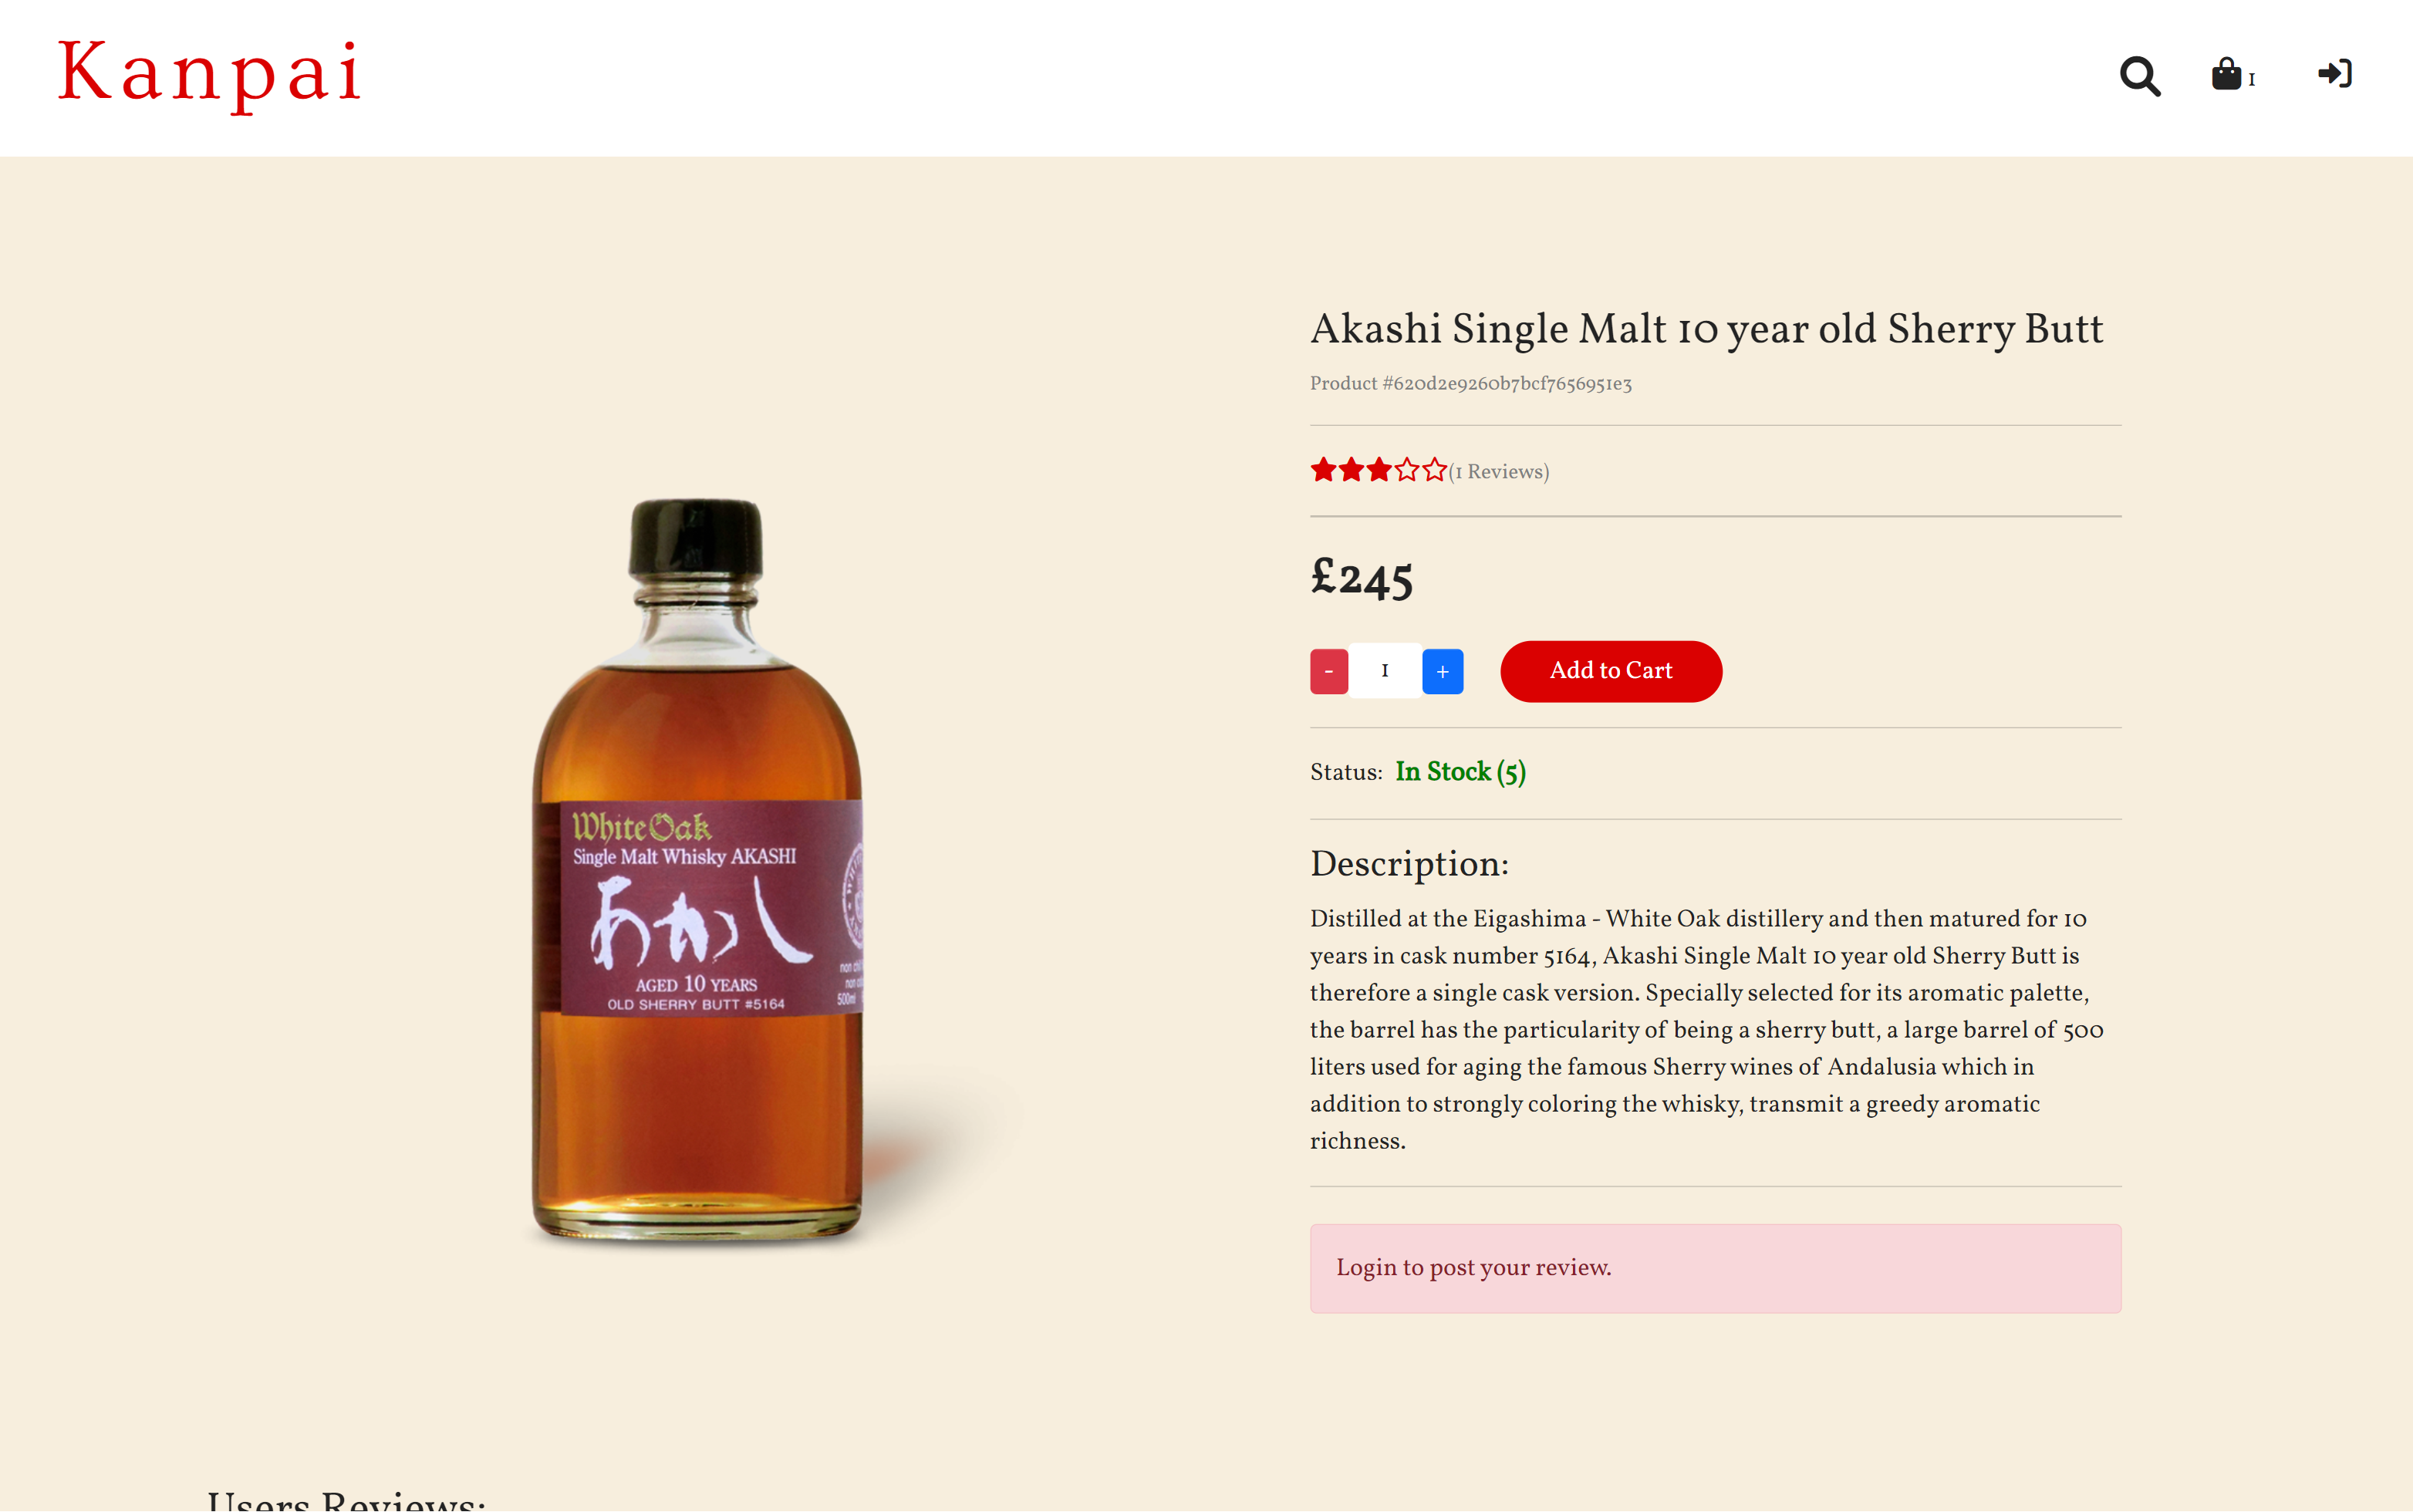 Kanpai
1
Akashi Single Malt 10 year old Sherry Butt
Product #620d2e9260b7bcf7656951e3
(1 Reviews)
£245
- 1 + Add to Cart
Status: In Stock (5)
Description:
Distilled at the Eigashima - White Oak distillery and then matured for 10
years in cask number 5164, Akashi Single Malt 10 year old Sherry Butt is
therefore a single cask version. Specially selected for its aromatic palette,
the barrel has the particularity of being a sherry butt, a large barrel of 500
liters used for aging the famous Sherry wines of Andalusia which in
addition to strongly coloring the whisky, transmit a greedy aromatic
richness.
Login to post your review.
WhiteOak
Single Malt Whisky AKASHI
あかし
AGED 10 YEARS
OLD SHERRY BUTT #5164
non
non
500ml
Users Reviews: